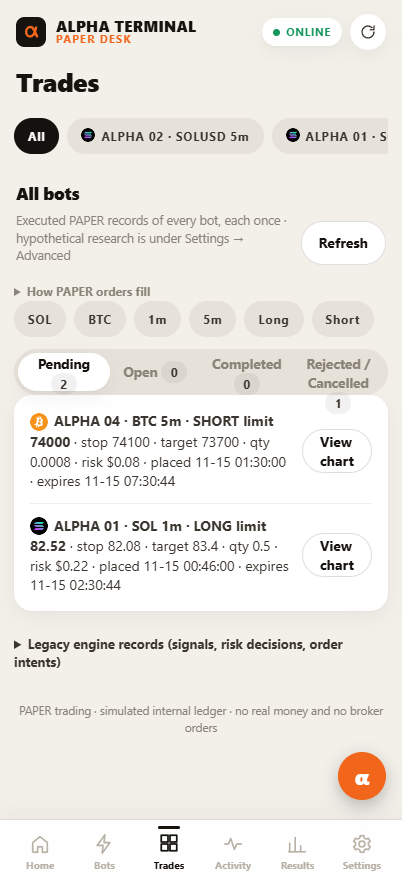 α ALPHA TERMINAL
PAPER DESK
ONLINE
Trades
All
ALPHA 02 · SOLUSD 5m
ALPHA 01 · S
All bots
Executed PAPER records of every bot, each once ·
hypothetical research is under Settings →
Advanced
Refresh
▶ How PAPER orders fill
SOL BTC 1m 5m Long Short
Pending
2
Open 0
Completed
0
Rejected /
Cancelled
1
ALPHA 04 · BTC 5m · SHORT limit
74000 · stop 74100 · target 73700 · qty
0.0008 · risk $0.08 · placed 11-15 01:30:00
· expires 11-15 07:30:44
View
chart
ALPHA 01 · SOL 1m · LONG limit
82.52 · stop 82.08 · target 83.4 · qty 0.5 ·
risk $0.22 · placed 11-15 00:46:00 · expires
11-15 02:30:44
View
chart
▶ Legacy engine records (signals, risk decisions, order
intents)
PAPER trading · simulated internal ledger · no real money and no broker
orders
α
Home Bots Trades Activity Results Settings